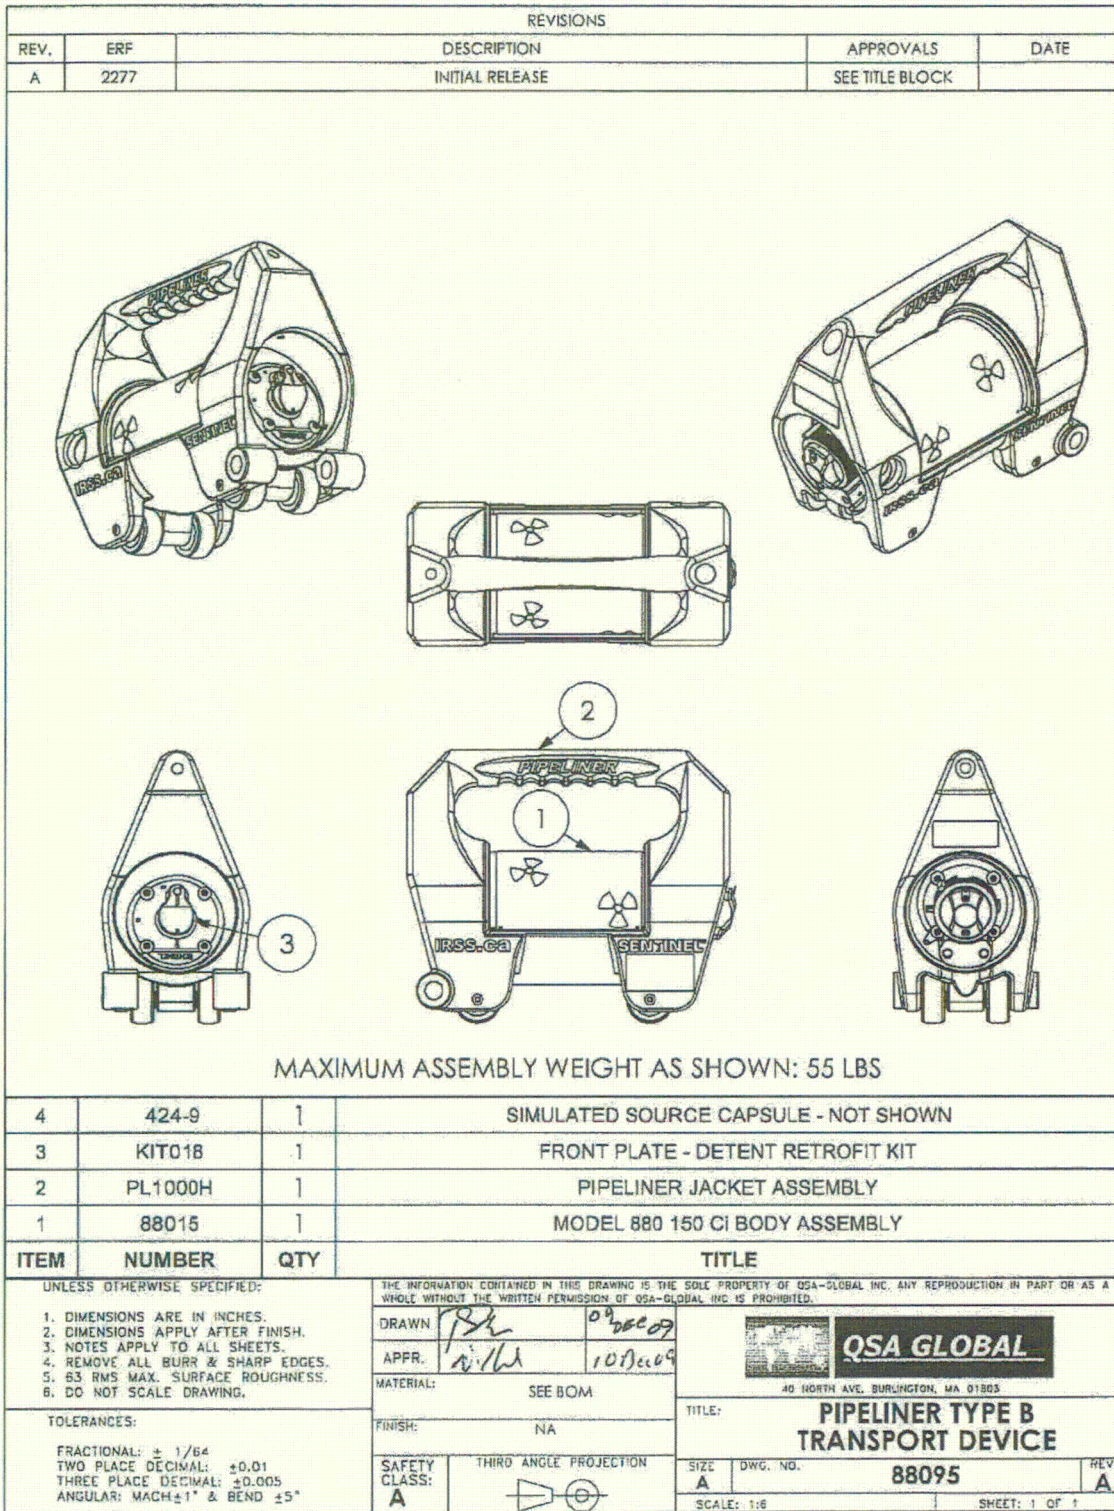 REVISIONS
REV. ERF DESCRIPTION APPROVALS DATE
A 2277 INITIAL RELEASE SEE TITLE BLOCK
PIPELINER
PIPELINER
SENTINEL
IRSS.ca
SENTINEL
IRSS.ca
2
PIPELINER
1
3
IRSS.ca SENTINEL
MAXIMUM ASSEMBLY WEIGHT AS SHOWN: 55 LBS
4 424-9 1 SIMULATED SOURCE CAPSULE - NOT SHOWN
3 KIT018 1 FRONT PLATE - DETENT RETROFIT KIT
2 PL1000H 1 PIPELINER JACKET ASSEMBLY
1 88015 1 MODEL 880 150 Ci BODY ASSEMBLY
ITEM NUMBER QTY TITLE
UNLESS OTHERWISE SPECIFIED:
1. DIMENSIONS ARE IN INCHES.
2. DIMENSIONS APPLY AFTER FINISH.
3. NOTES APPLY TO ALL SHEETS.
4. REMOVE ALL BURR & SHARP EDGES.
5. 63 RMS MAX. SURFACE ROUGHNESS.
6. DO NOT SCALE DRAWING.
TOLERANCES:
FRACTIONAL: ± 1/64
TWO PLACE DECIMAL: ±0.01
THREE PLACE DECIMAL: ±0.005
ANGULAR: MACH±1° & BEND ±5°
THE INFORMATION CONTAINED IN THIS DRAWING IS THE SOLE PROPERTY OF QSA-GLOBAL INC. ANY REPRODUCTION IN PART OR AS A
WHOLE WITHOUT THE WRITTEN PERMISSION OF QSA-GLOBAL INC IS PROHIBITED.
DRAWN 09 DEC 09
APPR. 10 Dec 09
MATERIAL: SEE BOM
FINISH: NA
SAFETY CLASS: A
THIRD ANGLE PROJECTION
QSA GLOBAL
40 NORTH AVE, BURLINGTON, MA 01803
TITLE: PIPELINER TYPE B
TRANSPORT DEVICE
SIZE A DWG. NO. 88095 REV A
SCALE: 1:6 SHEET: 1 OF 1